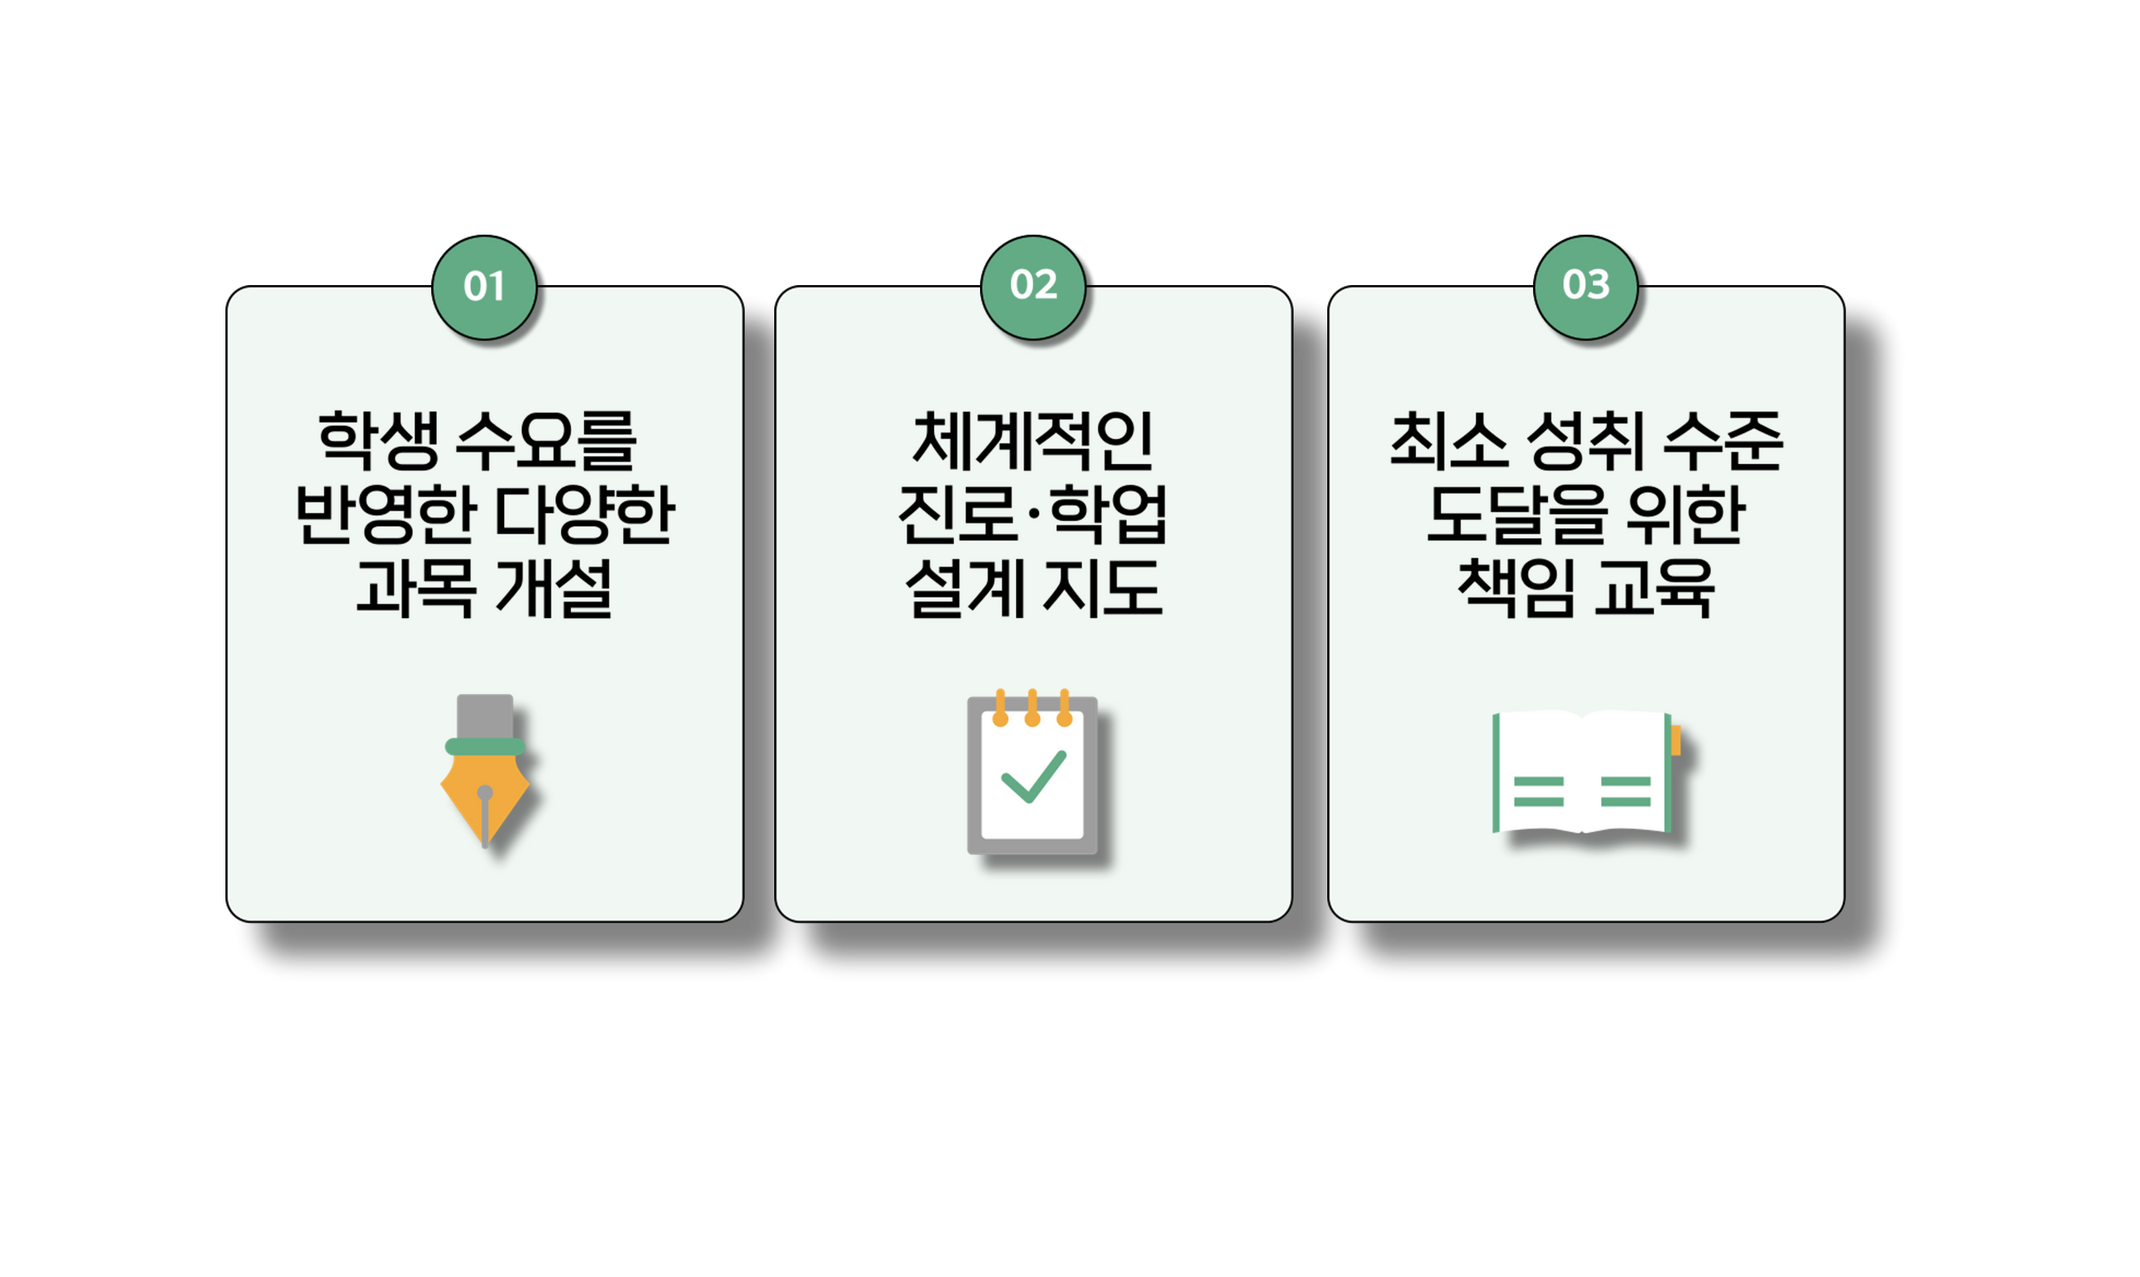 01
학생 수요를
반영한 다양한
과목 개설
02
체계적인
진로·학업
설계 지도
03
최소 성취 수준
도달을 위한
책임 교육